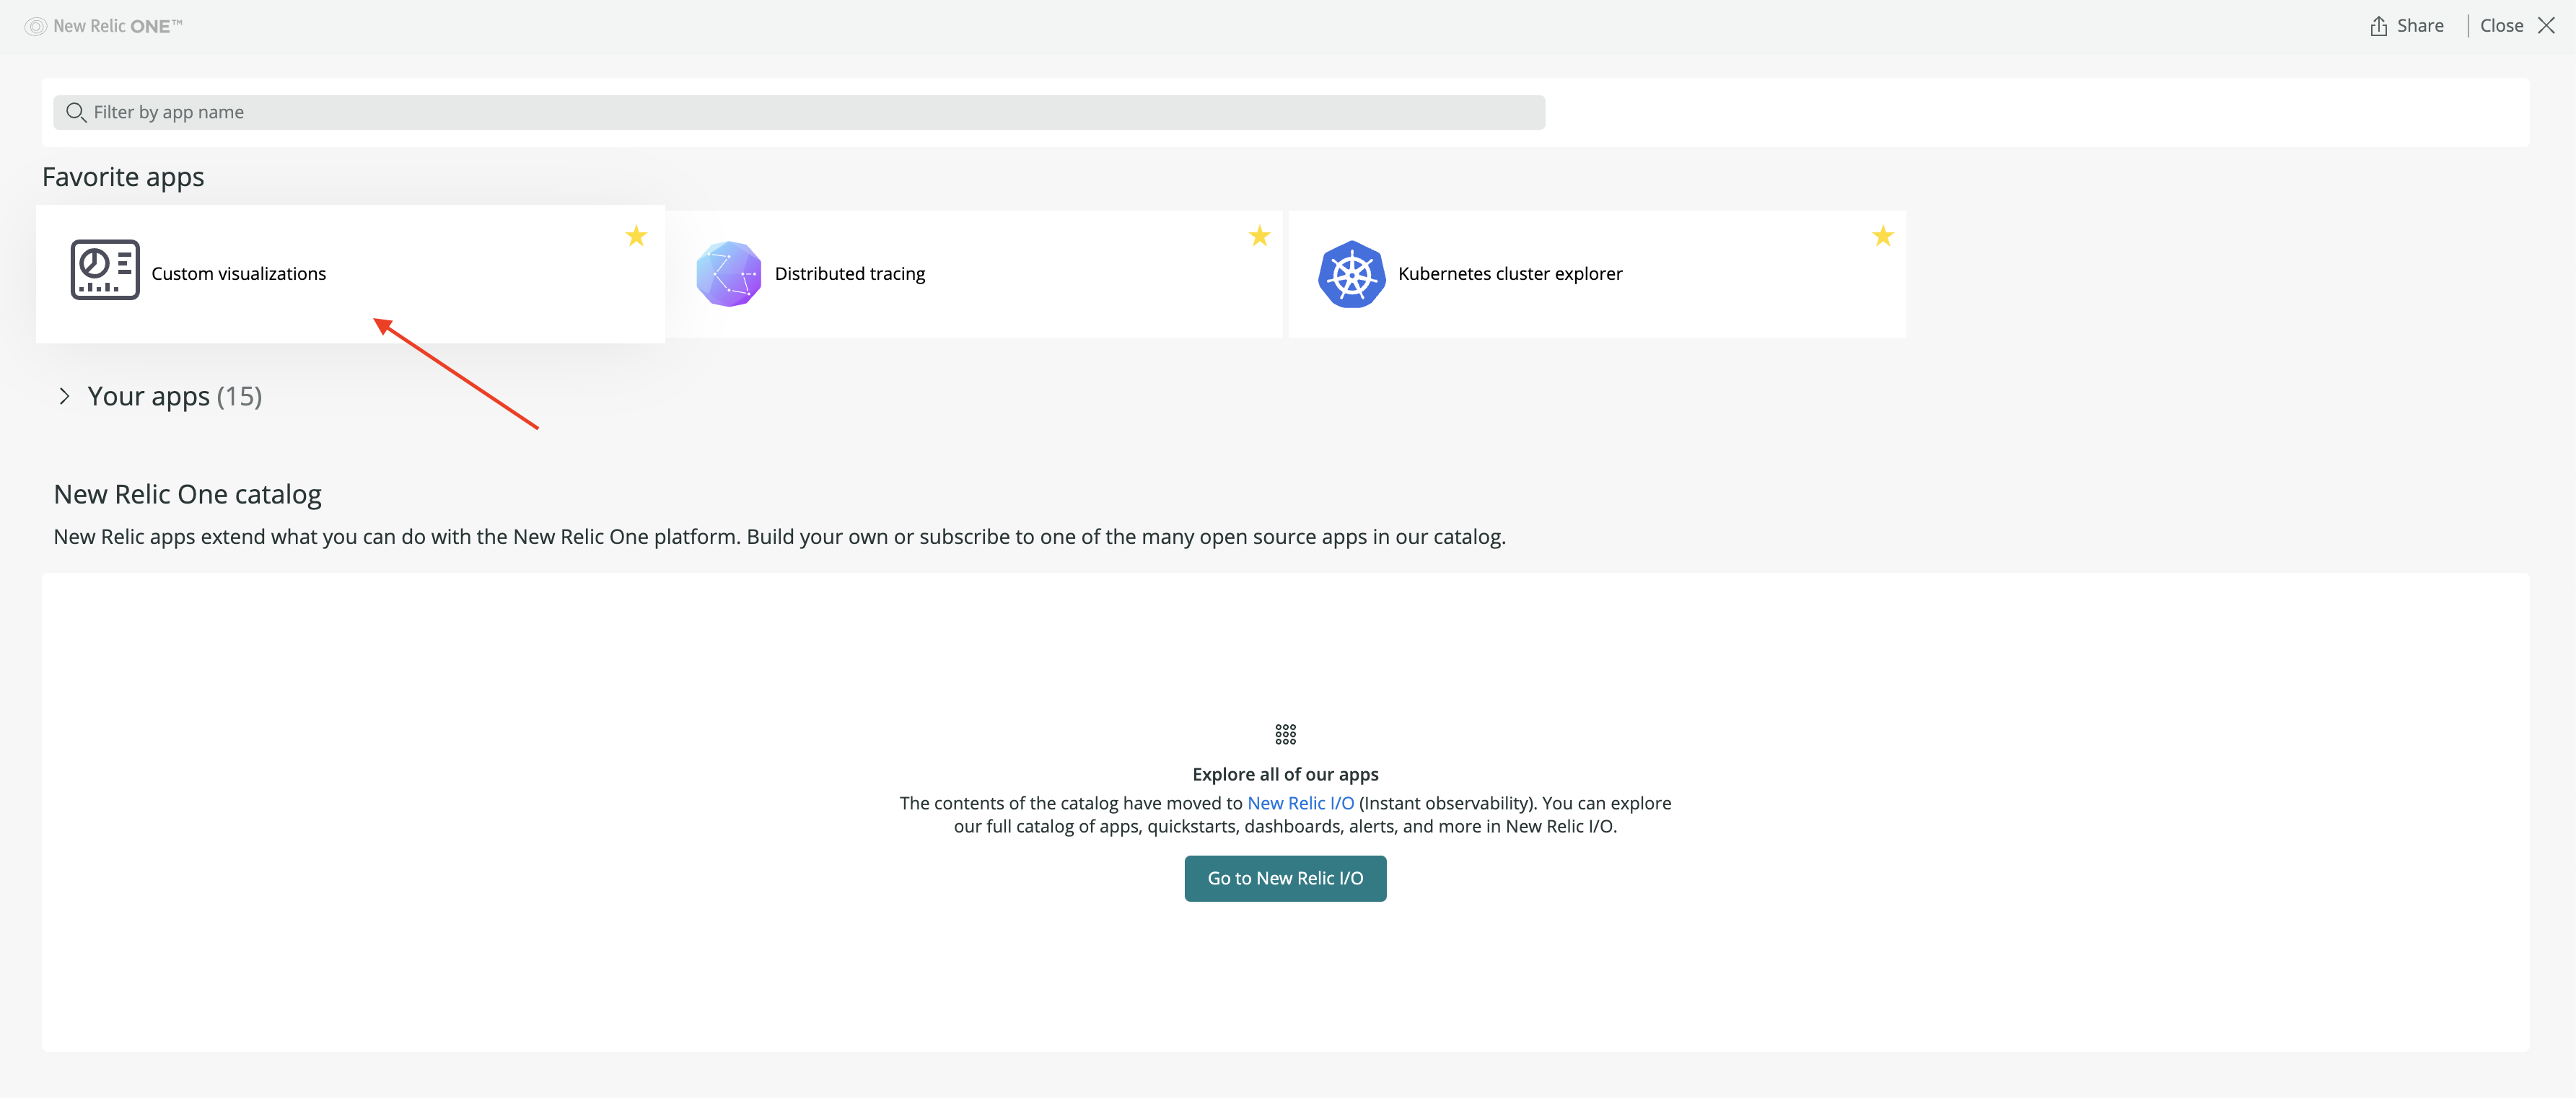 New Relic ONE™
Share
Close
Filter by app name
Favorite apps
Custom visualizations
Distributed tracing
Kubernetes cluster explorer
Your apps (15)
New Relic One catalog
New Relic apps extend what you can do with the New Relic One platform. Build your own or subscribe to one of the many open source apps in our catalog.
Explore all of our apps
The contents of the catalog have moved to New Relic I/O (Instant observability). You can explore
our full catalog of apps, quickstarts, dashboards, alerts, and more in New Relic I/O.
Go to New Relic I/O